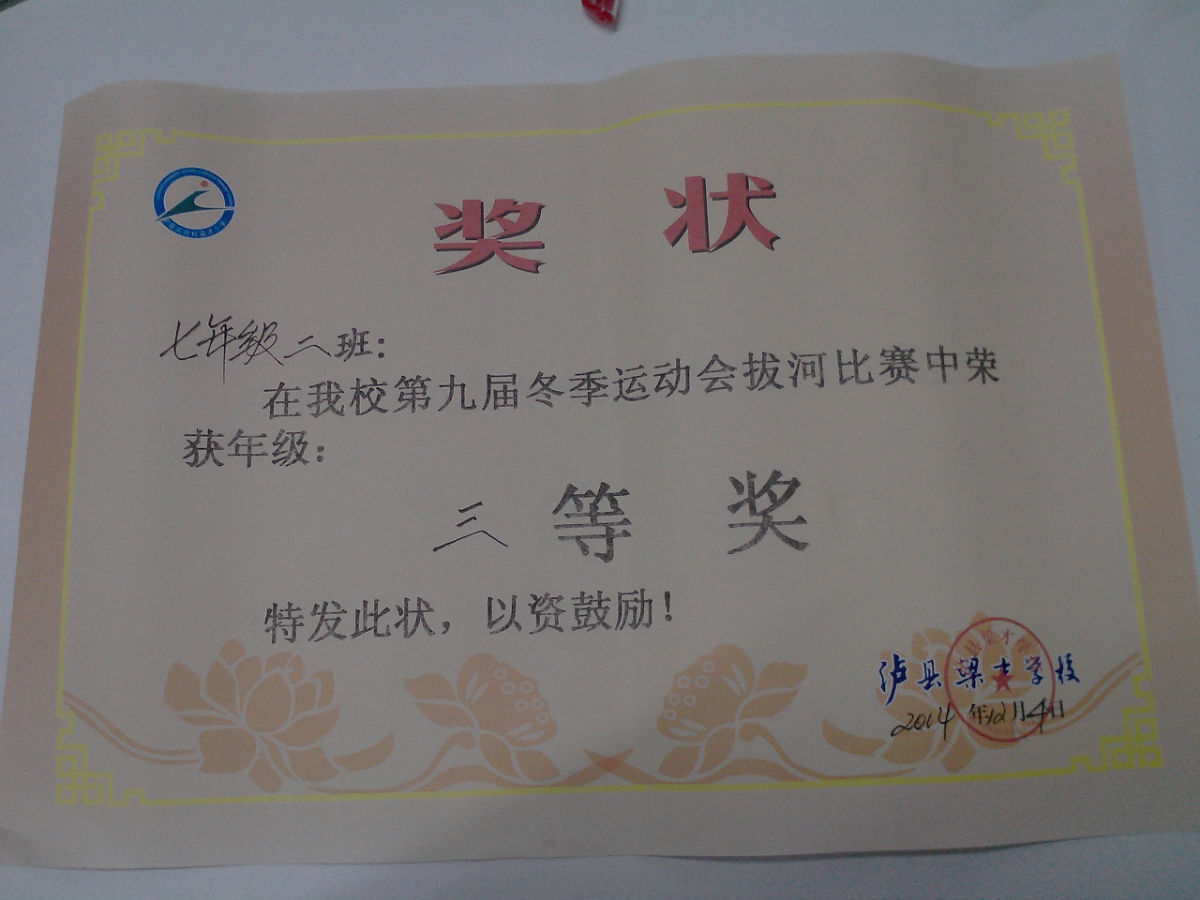 奖 状
七年级二班：
在我校第九届冬季运动会拔河比赛中荣
获年级：
三等奖
特发此状，以资鼓励！
泸县梁才学校
2014年12月4日